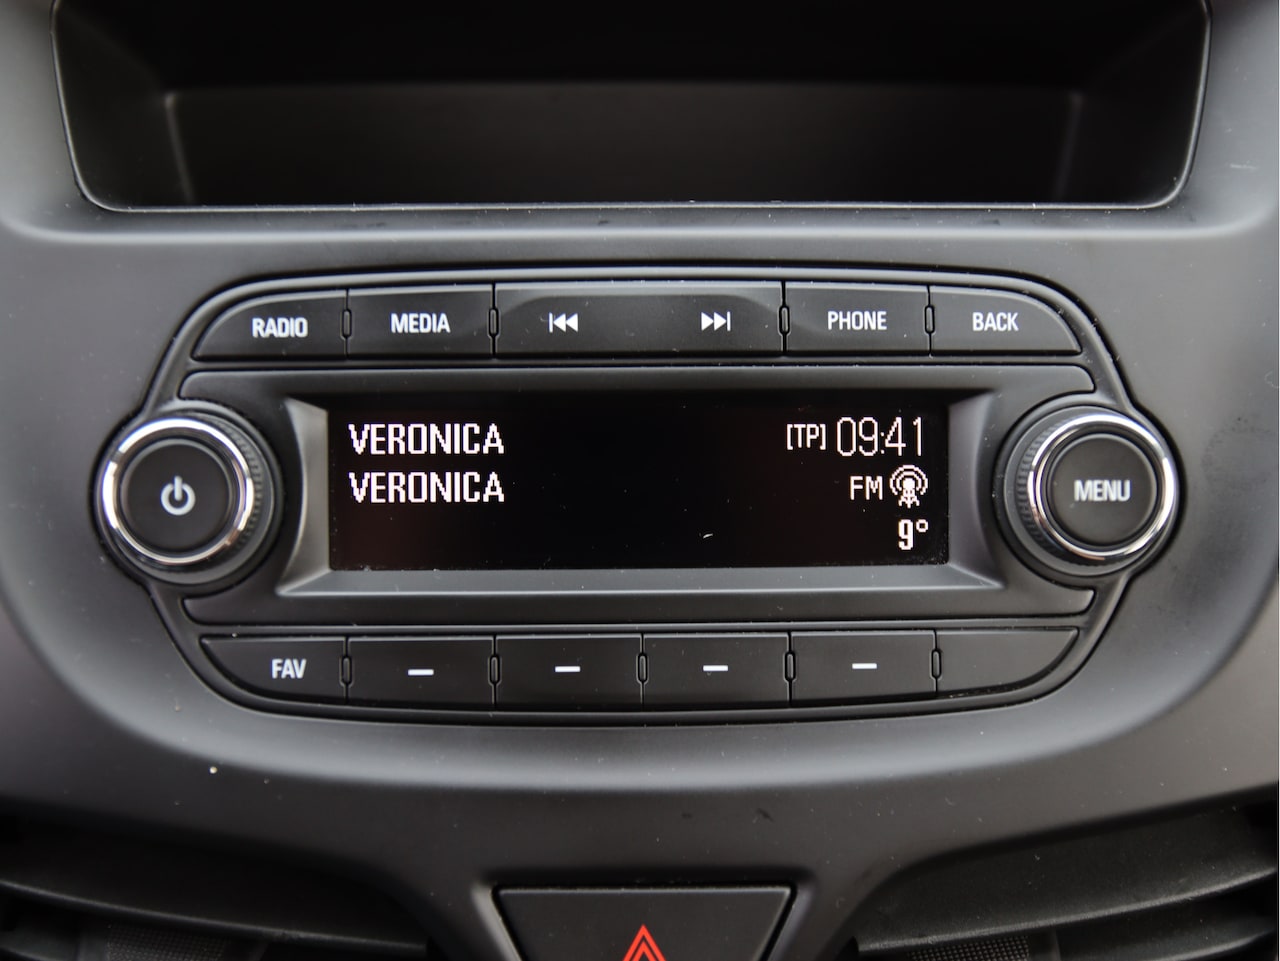 RADIO MEDIA PHONE BACK
VERONICA [TP] 09:41
VERONICA FM
9°
MENU
FAV